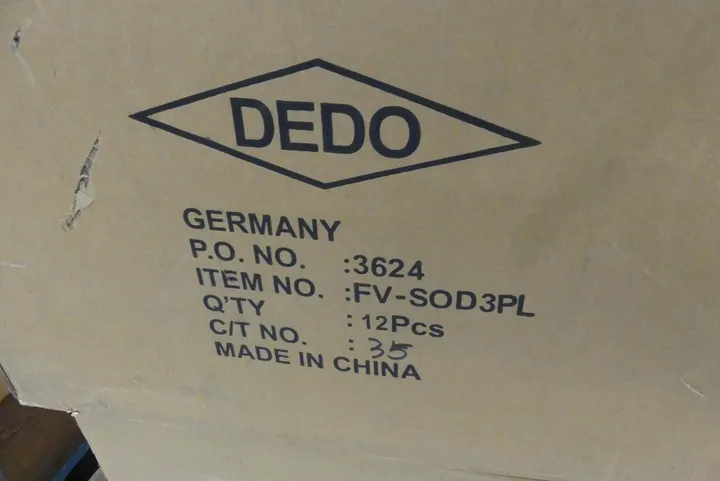 DEDO
GERMANY
P.O. NO. :3624
ITEM NO. :FV-SOD3PL
Q'TY :12Pcs
C/T NO. : 35
MADE IN CHINA